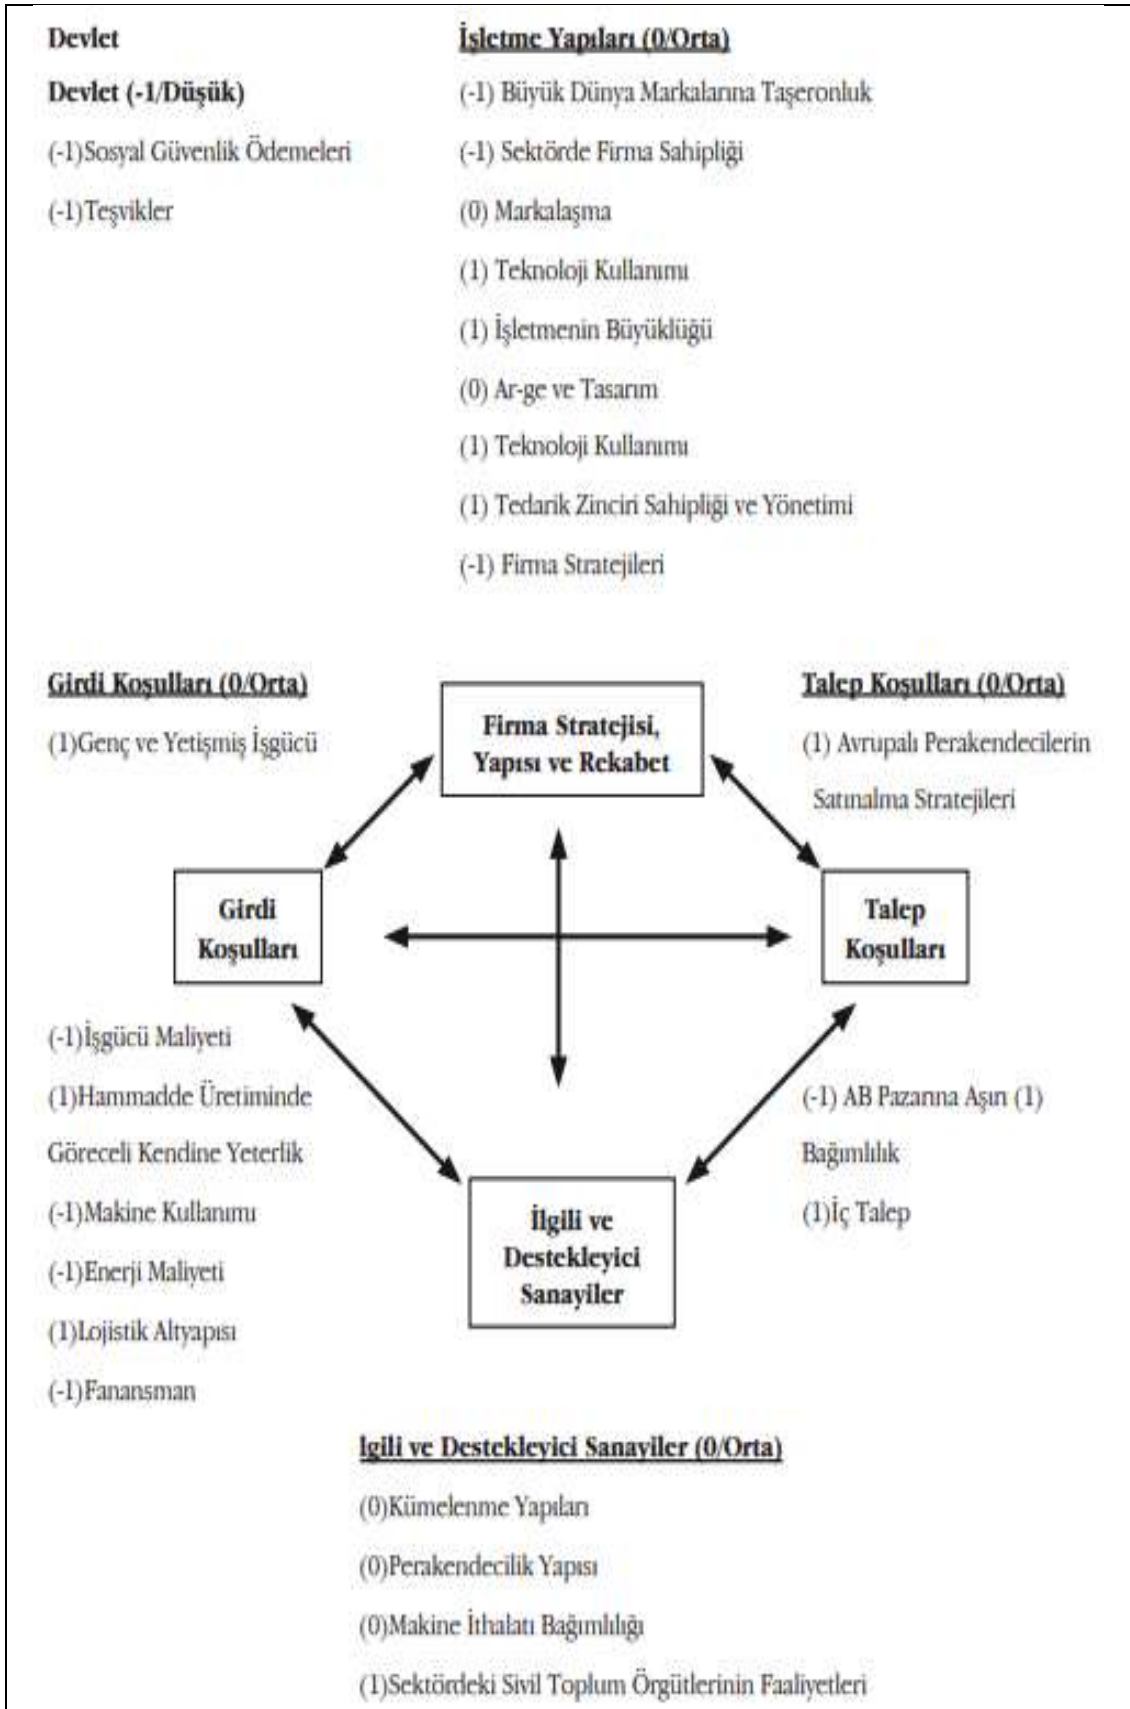 Devlet
Devlet (-1/Düşük)
(-1)Sosyal Güvenlik Ödemeleri
(-1)Teşvikler
İşletme Yapıları (0/Orta)
(-1) Büyük Dünya Markalarına Taşeronluk
(-1) Sektörde Firma Sahipliği
(0) Markalaşma
(1) Teknoloji Kullanımı
(1) İşletmenin Büyüklüğü
(0) Ar-ge ve Tasarım
(1) Teknoloji Kullanımı
(1) Tedarik Zinciri Sahipliği ve Yönetimi
(-1) Firma Stratejileri
Girdi Koşulları (0/Orta)
(1)Genç ve Yetişmiş İşgücü
Firma Stratejisi,
Yapısı ve Rekabet
Talep Koşulları (0/Orta)
(1) Avrupalı Perakendecilerin
Satınalma Stratejileri
Girdi
Koşulları
Talep
Koşulları
(-1)İşgücü Maliyeti
(1)Hammadde Üretiminde
Göreceli Kendine Yeterlik
(-1)Makine Kullanımı
(-1)Enerji Maliyeti
(1)Lojistik Altyapısı
(-1)Fanansman
İlgili ve
Destekleyici
Sanayiler
(-1) AB Pazarına Aşırı (1)
Bağımlılık
(1)İç Talep
İgili ve Destekleyici Sanayiler (0/Orta)
(0)Kümelenme Yapıları
(0)Perakendecilik Yapısı
(0)Makine İthalatı Bağımlılığı
(1)Sektördeki Sivil Toplum Örgütlerinin Faaliyetleri